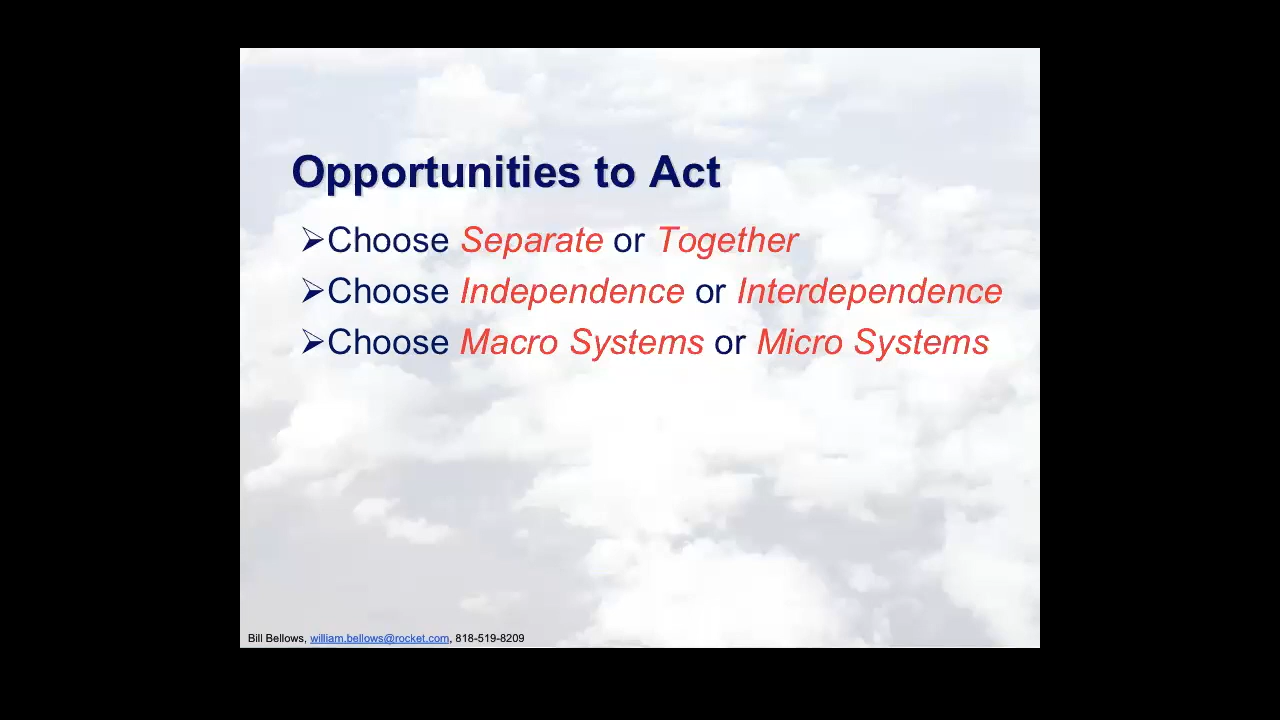 Opportunities to Act
➢Choose Separate or Together
➢Choose Independence or Interdependence
➢Choose Macro Systems or Micro Systems
Bill Bellows, william.bellows@rocket.com, 818-519-8209